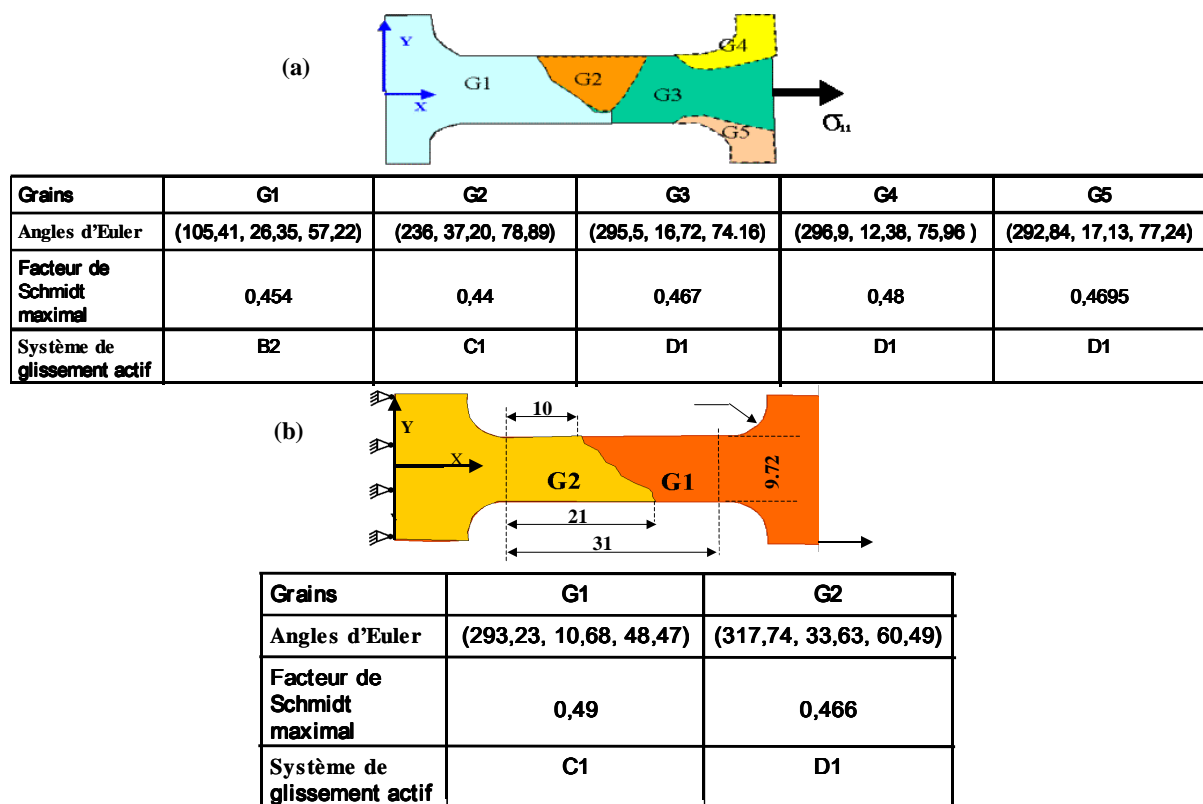 (a)
Y
X
G1
G2
G3
G4
G5
σ₁₁
Grains G1 G2 G3 G4 G5
Angles d'Euler (105,41, 26,35, 57,22) (236, 37,20, 78,89) (295,5, 16,72, 74.16) (296,9, 12,38, 75,96 ) (292,84, 17,13, 77,24)
Facteur de
Schmidt
maximal
0,454 0,44 0,467 0,48 0,4695
Système de
glissement actif
B2 C1 D1 D1 D1
(b)
Y
X
10
G2
G1
9.72
21
31
Grains G1 G2
Angles d'Euler (293,23, 10,68, 48,47) (317,74, 33,63, 60,49)
Facteur de
Schmidt
maximal
0,49 0,466
Système de
glissement actif
C1 D1